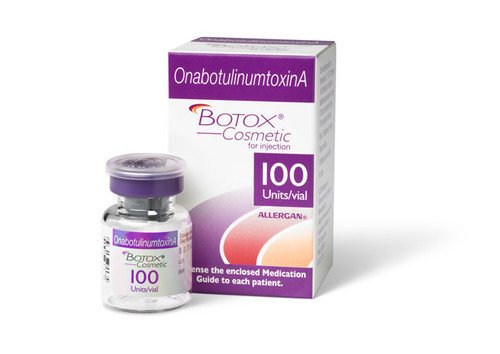 OnabotulinumtoxinA
BOTOX®
Cosmetic
for injection
100
Units/vial
ALLERGAN®
ense the enclosed Medication
Guide to each patient.
OnabotulinumtoxinA
BOTOX®
Cosmetic
100
Units/vial